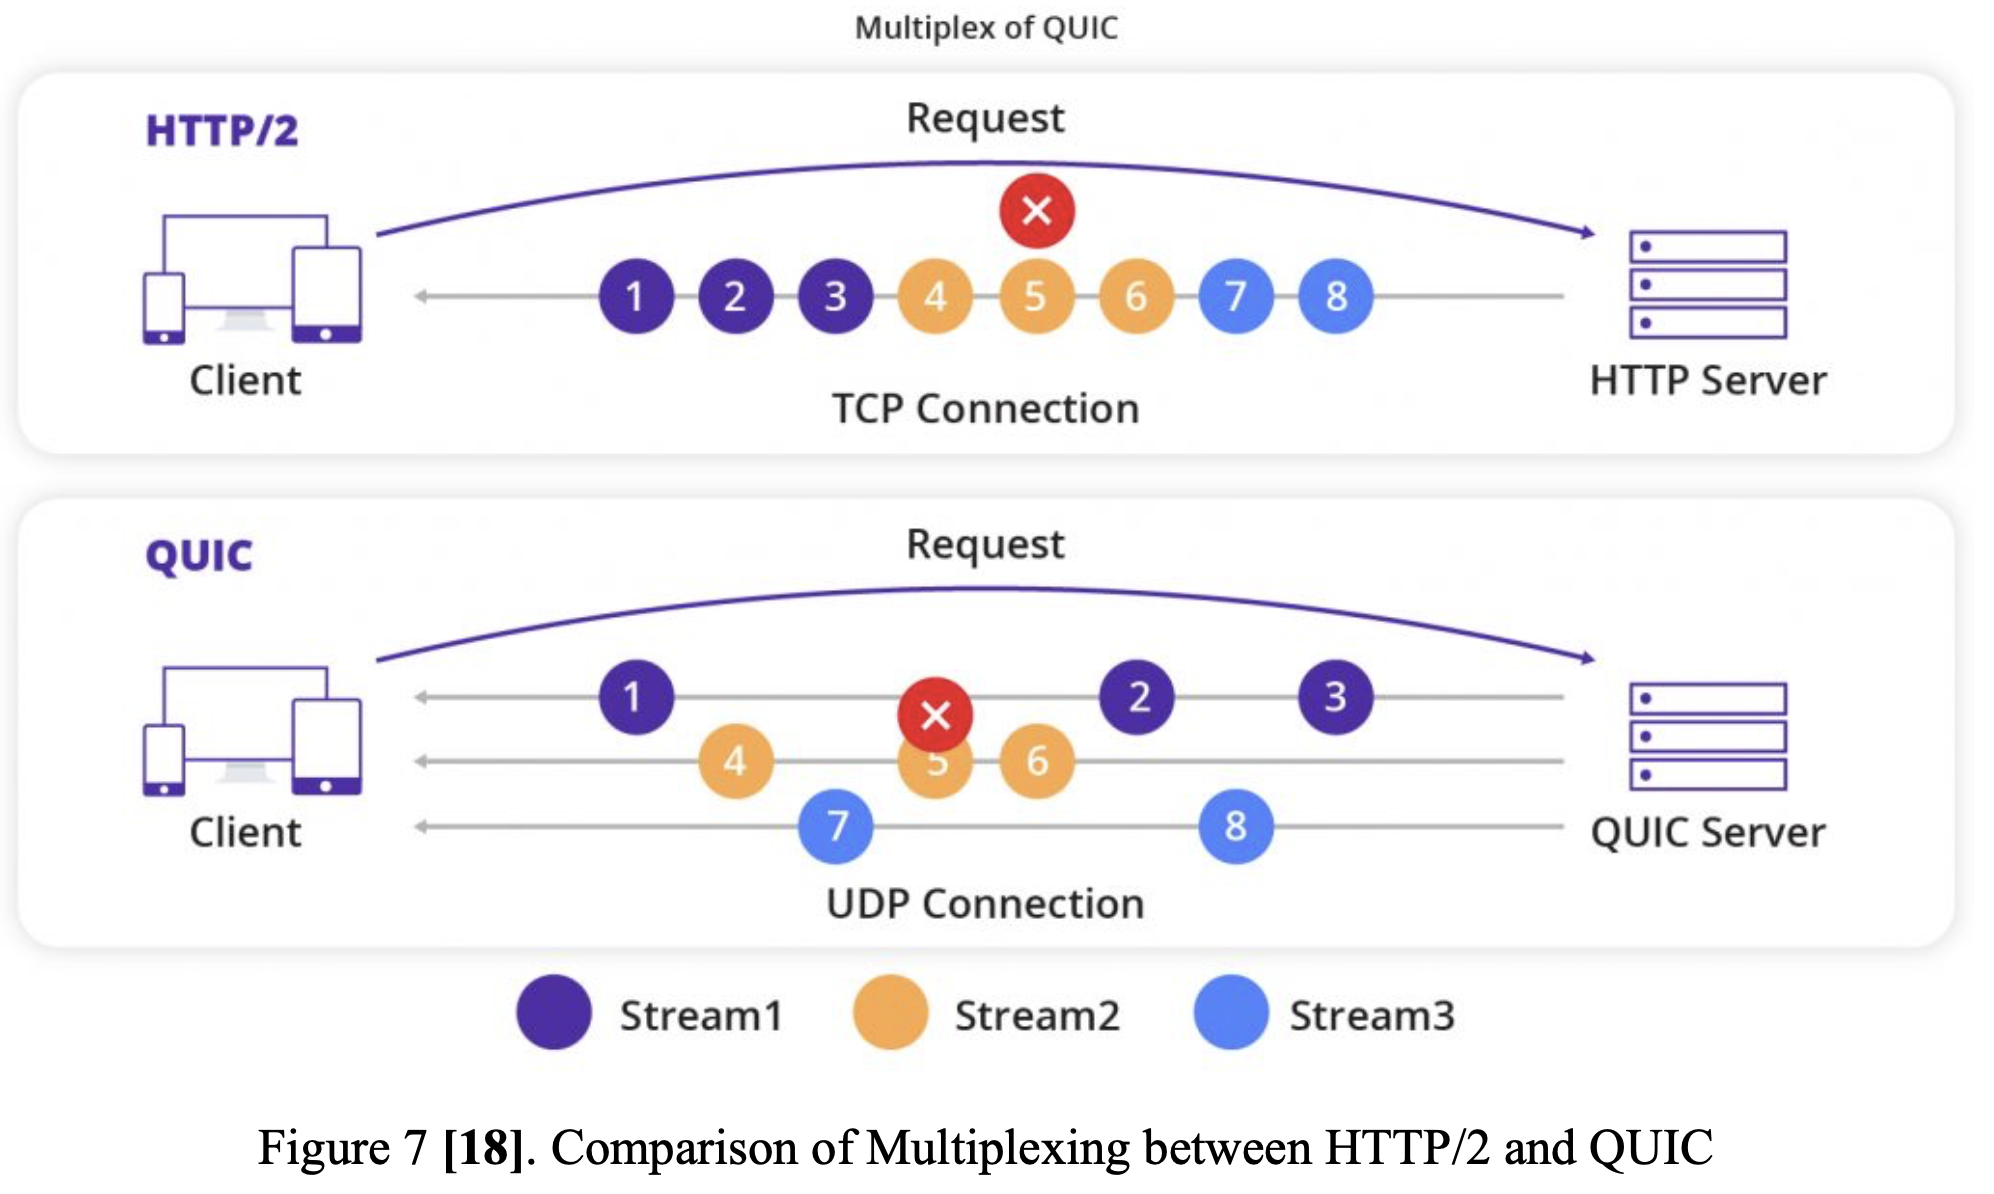 Multiplex of QUIC
HTTP/2
Request
1 2 3 4 5 6 7 8
Client
HTTP Server
TCP Connection
QUIC
Request
1 2 3
4 5 6
7 8
Client
QUIC Server
UDP Connection
Stream1 Stream2 Stream3
Figure 7 [18]. Comparison of Multiplexing between HTTP/2 and QUIC